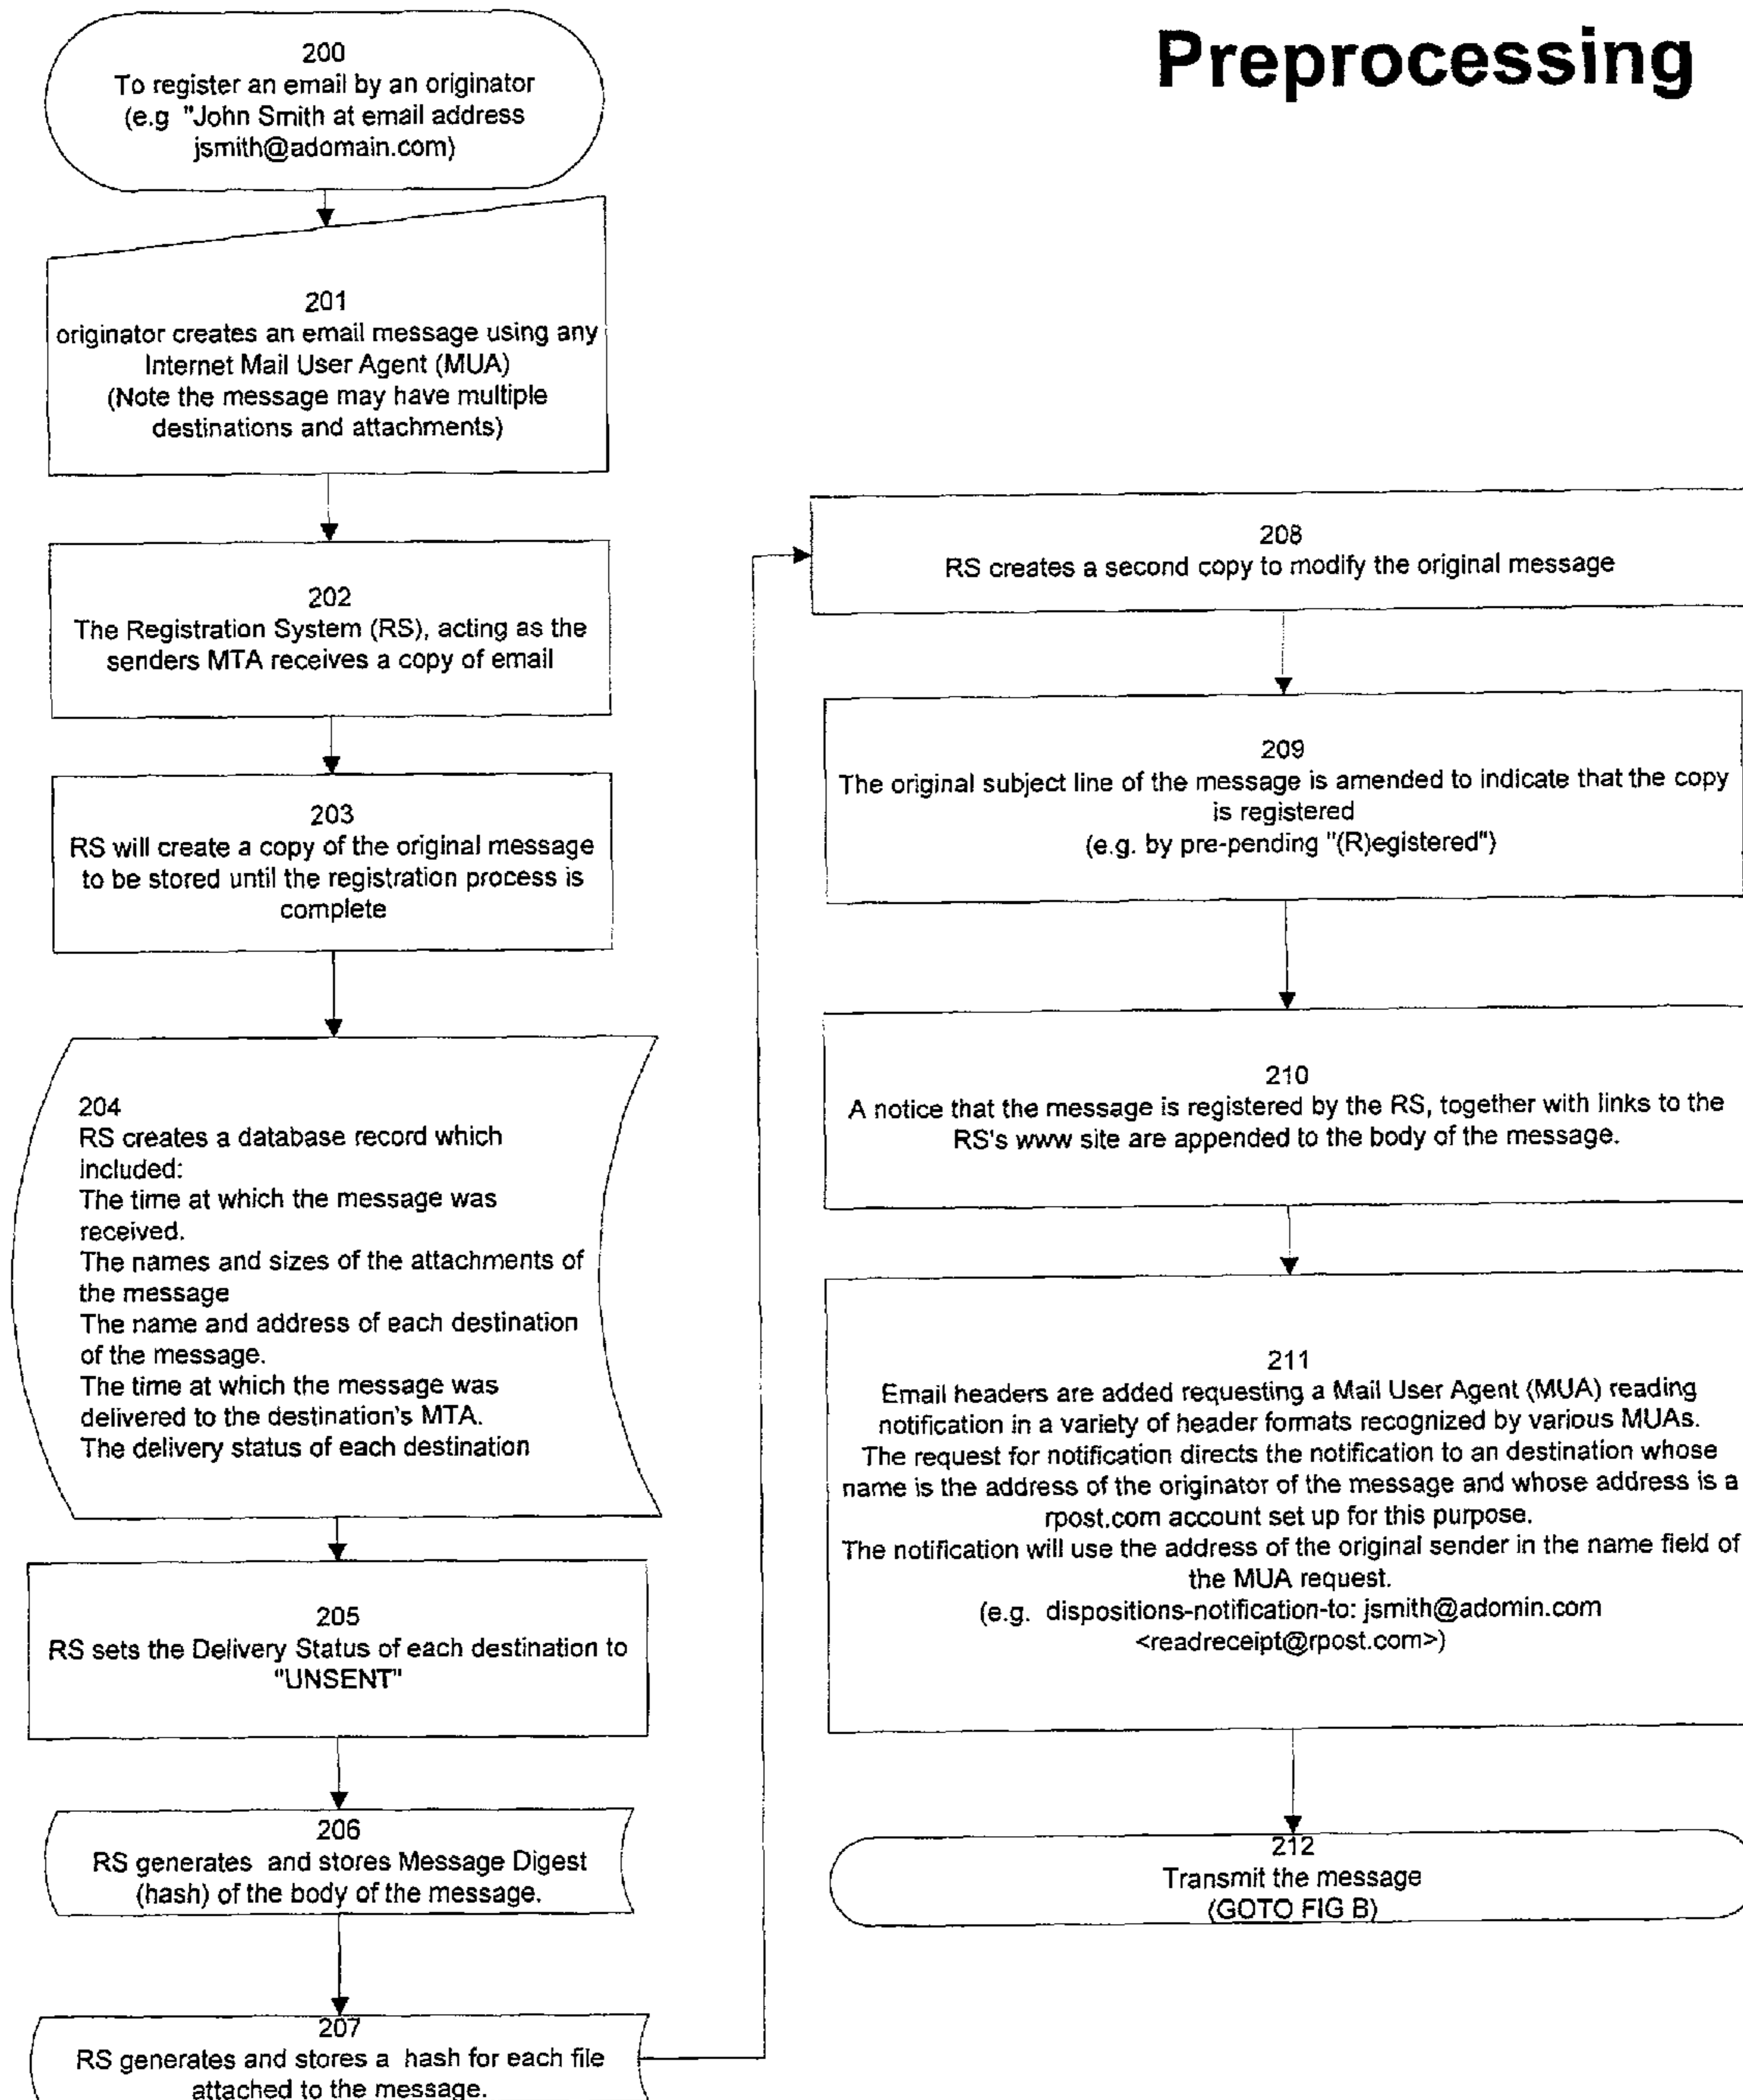 Preprocessing
200
To register an email by an originator
(e.g "John Smith at email address
jsmith@adomain.com)
201
originator creates an email message using any
Internet Mail User Agent (MUA)
(Note the message may have multiple
destinations and attachments)
202
The Registration System (RS), acting as the
senders MTA receives a copy of email
203
RS will create a copy of the original message
to be stored until the registration process is
complete
204
RS creates a database record which
included:
The time at which the message was
received.
The names and sizes of the attachments of
the message
The name and address of each destination
of the message.
The time at which the message was
delivered to the destination's MTA.
The delivery status of each destination
205
RS sets the Delivery Status of each destination to
"UNSENT"
206
RS generates and stores Message Digest
(hash) of the body of the message.
207
RS generates and stores a hash for each file
attached to the message.
208
RS creates a second copy to modify the original message
209
The original subject line of the message is amended to indicate that the copy
is registered
(e.g. by pre-pending "(R)egistered")
210
A notice that the message is registered by the RS, together with links to the
RS's www site are appended to the body of the message.
211
Email headers are added requesting a Mail User Agent (MUA) reading
notification in a variety of header formats recognized by various MUAs.
The request for notification directs the notification to an destination whose
name is the address of the originator of the message and whose address is a
rpost.com account set up for this purpose.
The notification will use the address of the original sender in the name field of
the MUA request.
(e.g. dispositions-notification-to: jsmith@adomin.com
<readreceipt@rpost.com>)
212
Transmit the message
(GOTO FIG B)